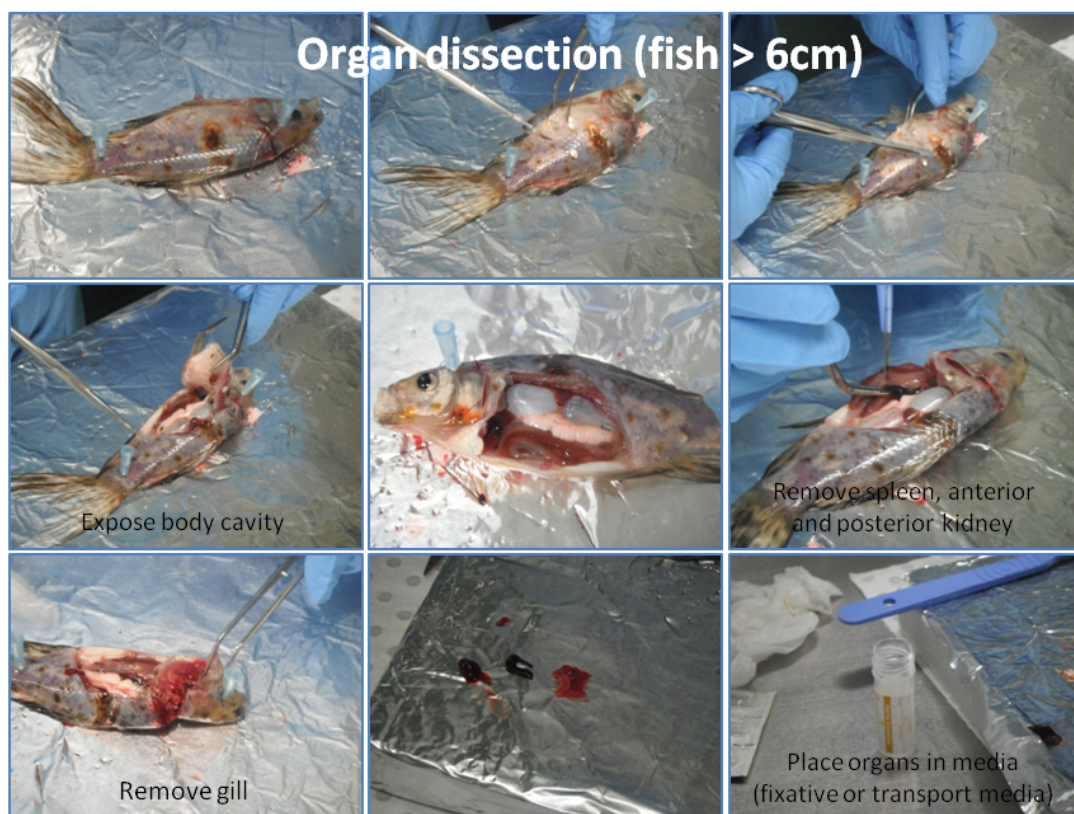 Organ dissection (fish > 6cm)
Expose body cavity
Remove spleen, anterior
and posterior kidney
Remove gill
Place organs in media
(fixative or transport media)